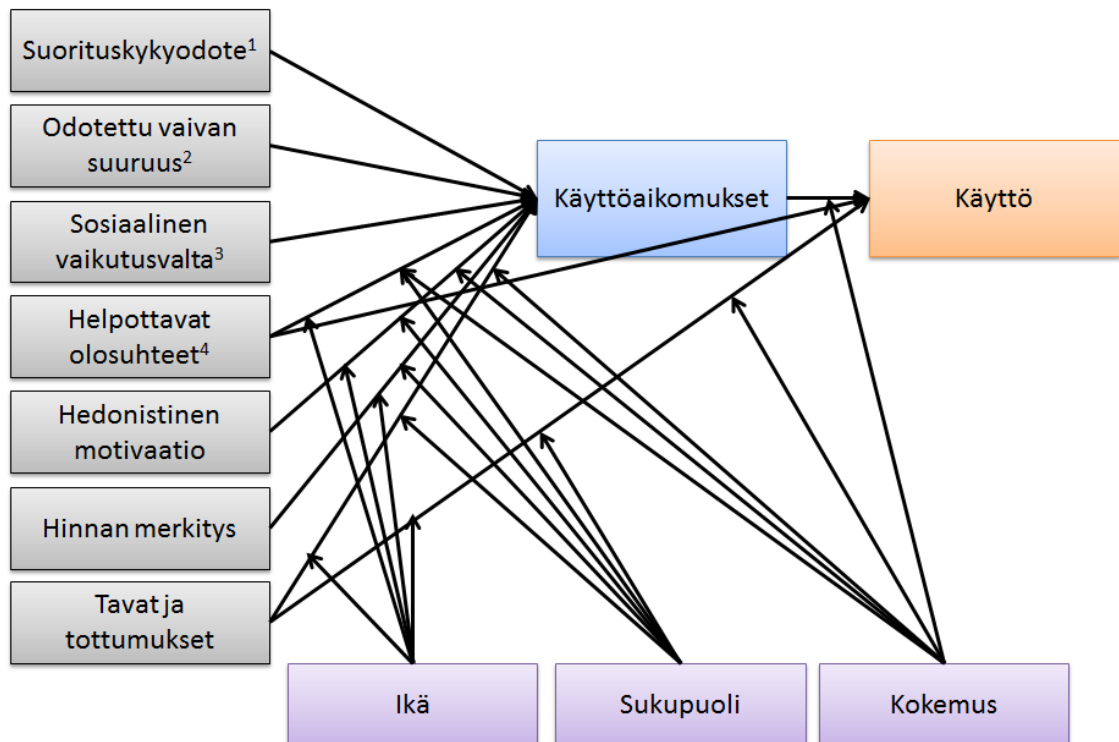 Suorituskykyodote¹
Odotettu vaivan
suuruus²
Sosiaalinen
vaikutusvalta³
Helpottavat
olosuhteet⁴
Hedonistinen
motivaatio
Hinnan merkitys
Tavat ja
tottumukset
Käyttöaikomukset
Käyttö
Ikä
Sukupuoli
Kokemus